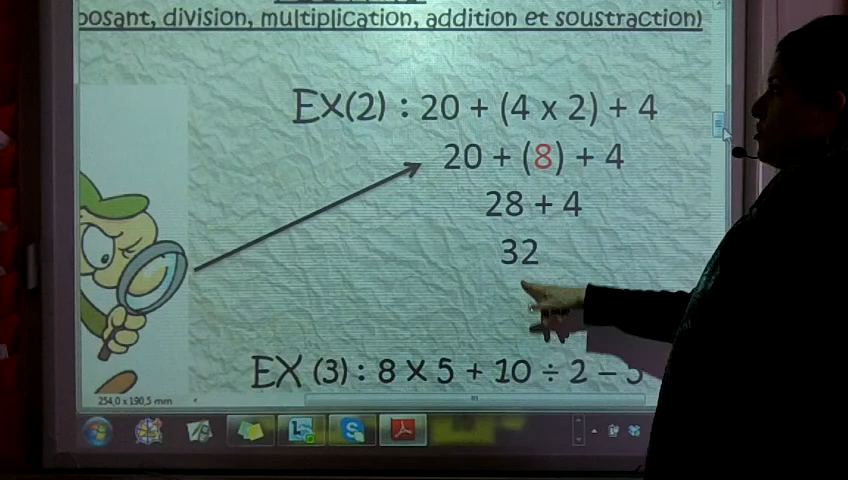 division, multiplication, addition et soustraction)
EX(2) : 20 + (4 x 2) + 4
20 + (8) + 4
28 + 4
32
EX (3) : 8 X 5 + 10 ÷ 2 –
254,0 x 190,5 mm